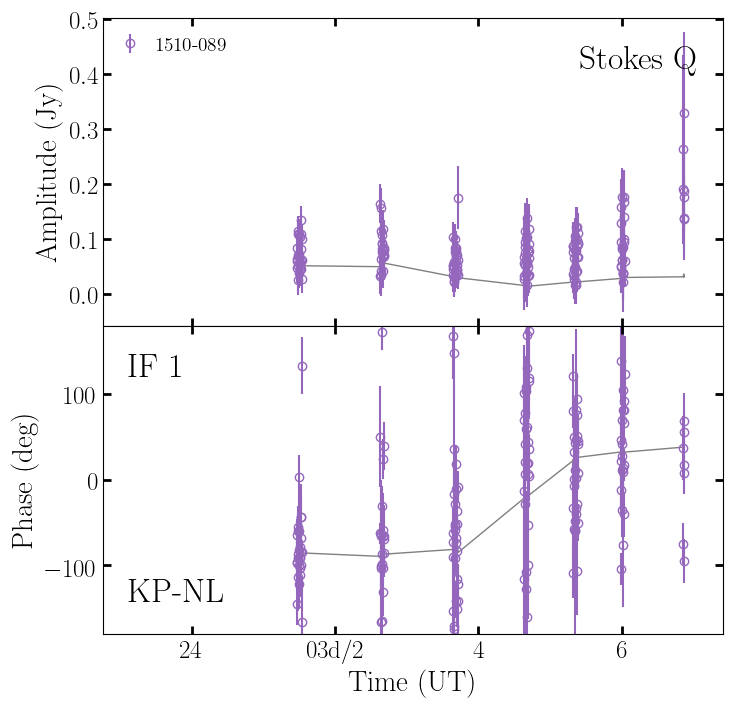 0.5
1510-089
Stokes Q
0.4
0.3
Amplitude (Jy)
0.2
0.1
0.0
IF 1
100
Phase (deg)
0
−100
KP-NL
24
03d/2
4
6
Time (UT)